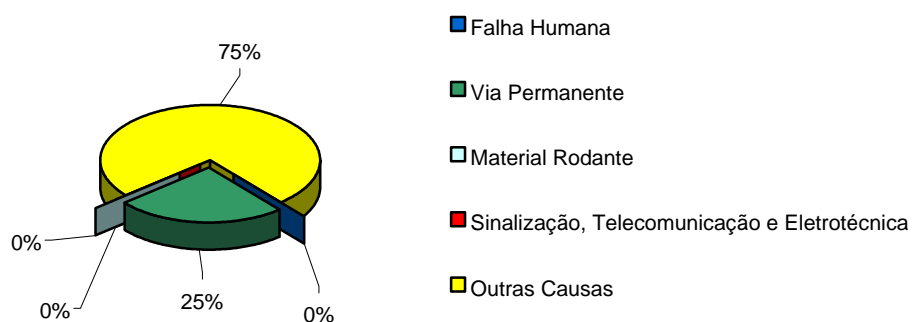 75%
0%
0%
25%
0%
Falha Humana
Via Permanente
Material Rodante
Sinalização, Telecomunicação e Eletrotécnica
Outras Causas